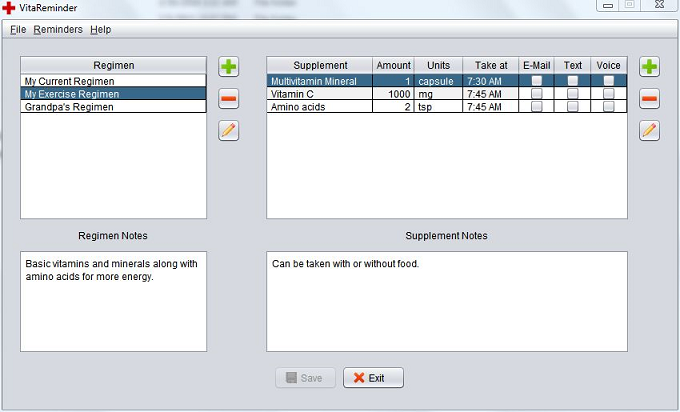 VitaReminder
File Reminders Help
Regimen
My Current Regimen
My Exercise Regimen
Grandpa's Regimen
Supplement Amount Units Take at E-Mail Text Voice
Multivitamin Mineral 1 capsule 7:30 AM
Vitamin C 1000 mg 7:45 AM
Amino acids 2 tsp 7:45 AM
Regimen Notes
Basic vitamins and minerals along with
amino acids for more energy.
Supplement Notes
Can be taken with or without food.
Save Exit